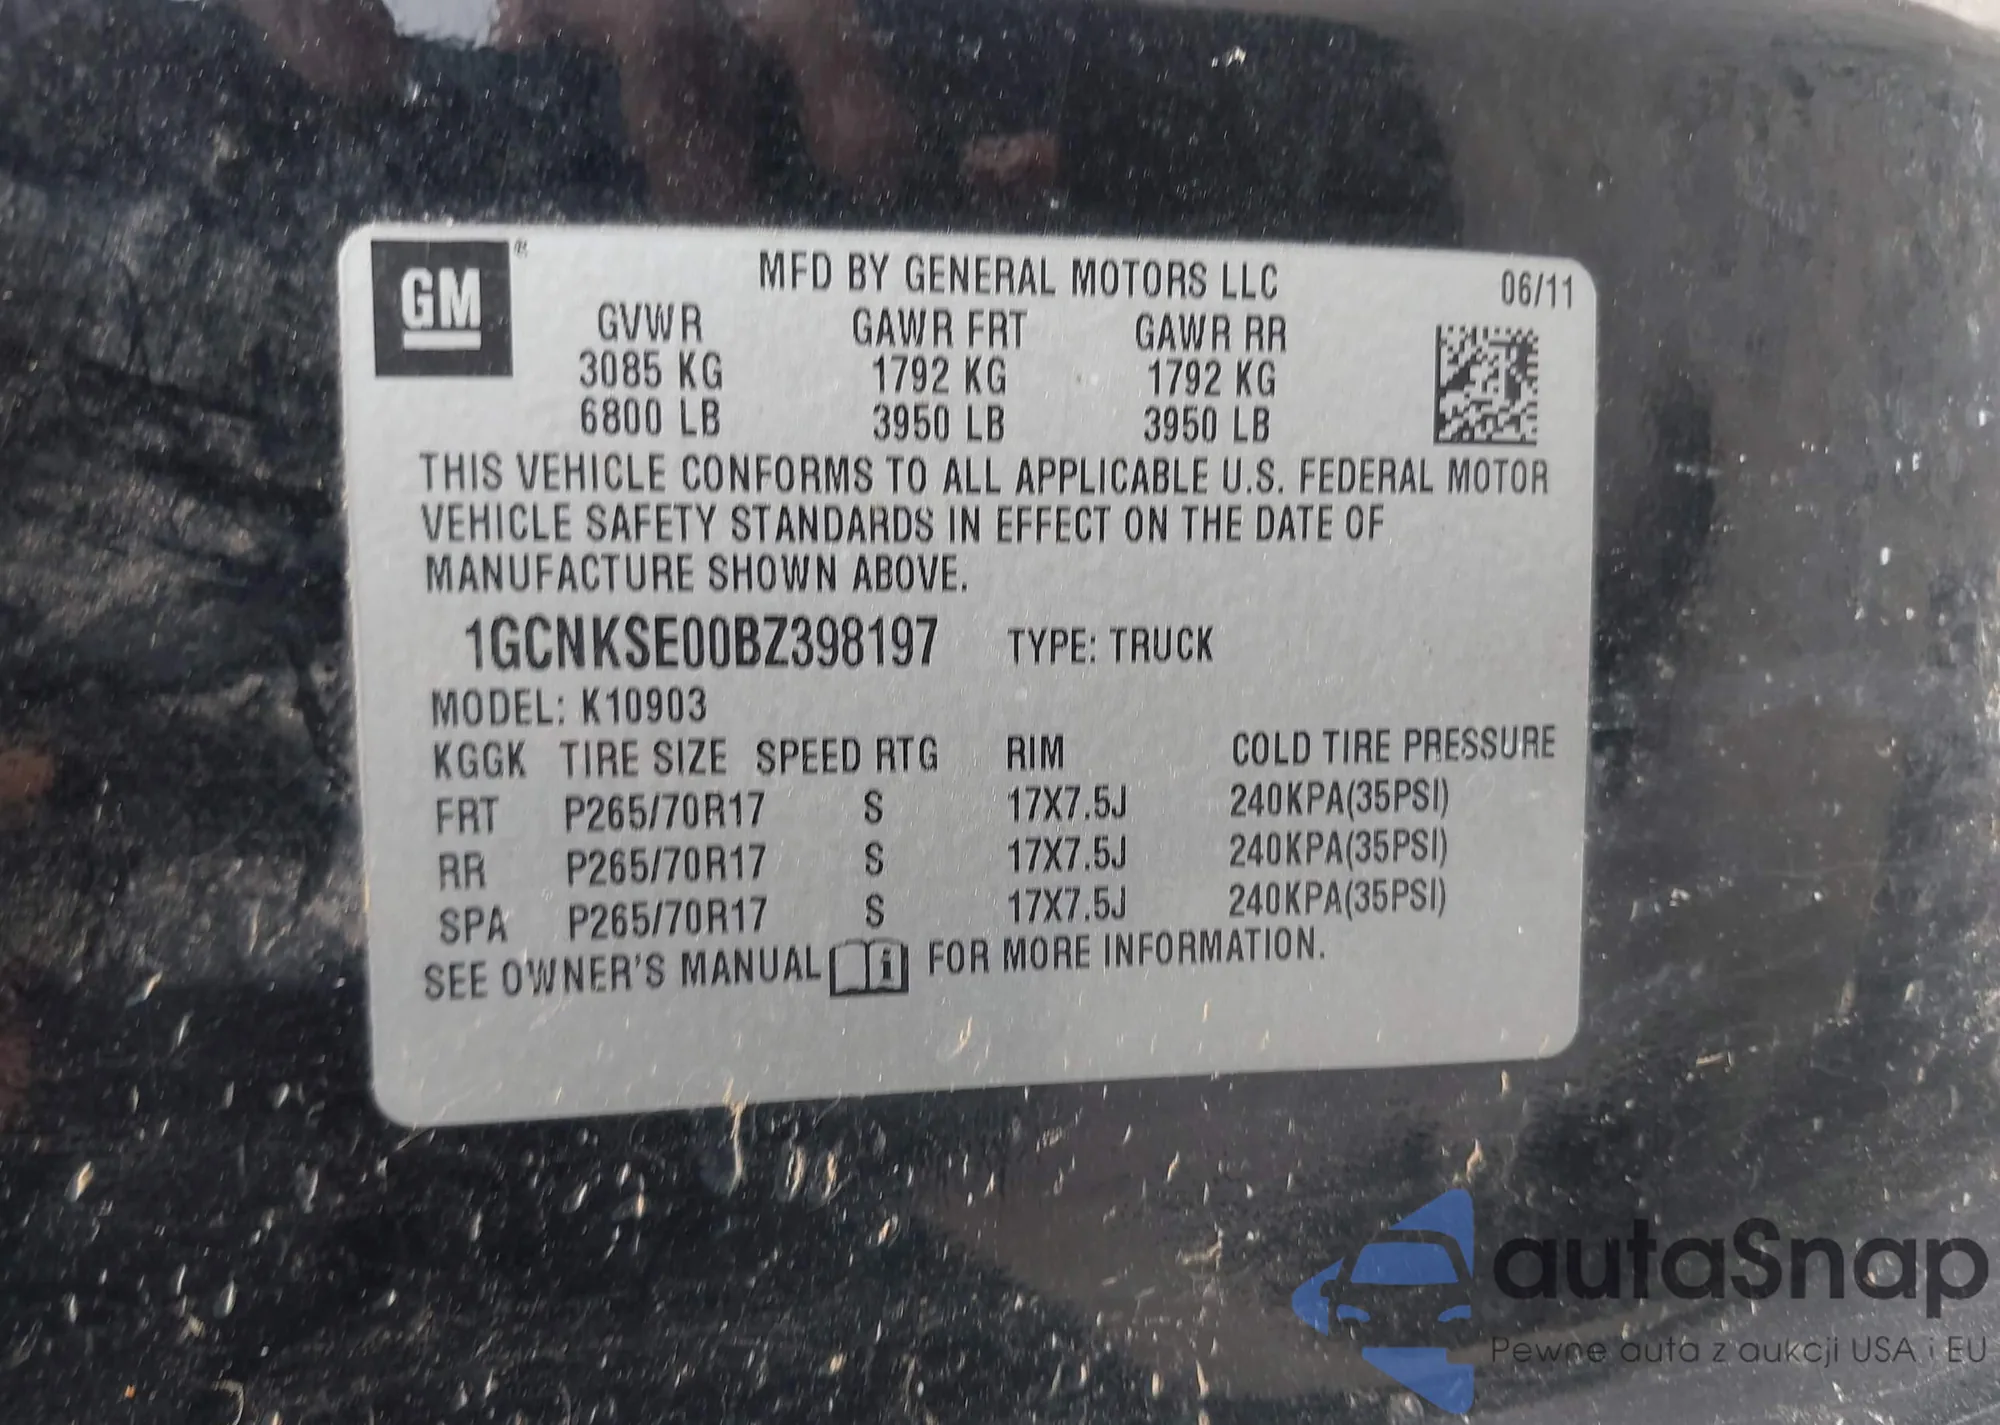 GM ®
MFD BY GENERAL MOTORS LLC 06/11
GVWR GAWR FRT GAWR RR
3085 KG 1792 KG 1792 KG
6800 LB 3950 LB 3950 LB
THIS VEHICLE CONFORMS TO ALL APPLICABLE U.S. FEDERAL MOTOR
VEHICLE SAFETY STANDARDS IN EFFECT ON THE DATE OF
MANUFACTURE SHOWN ABOVE.
1GCNKSE00BZ398197 TYPE: TRUCK
MODEL: K10903
KGGK TIRE SIZE SPEED RTG RIM COLD TIRE PRESSURE
FRT P265/70R17 S 17X7.5J 240KPA(35PSI)
RR P265/70R17 S 17X7.5J 240KPA(35PSI)
SPA P265/70R17 S 17X7.5J 240KPA(35PSI)
SEE OWNER'S MANUAL i FOR MORE INFORMATION.
autaSnap
Pewne auta z aukcji USA i EU